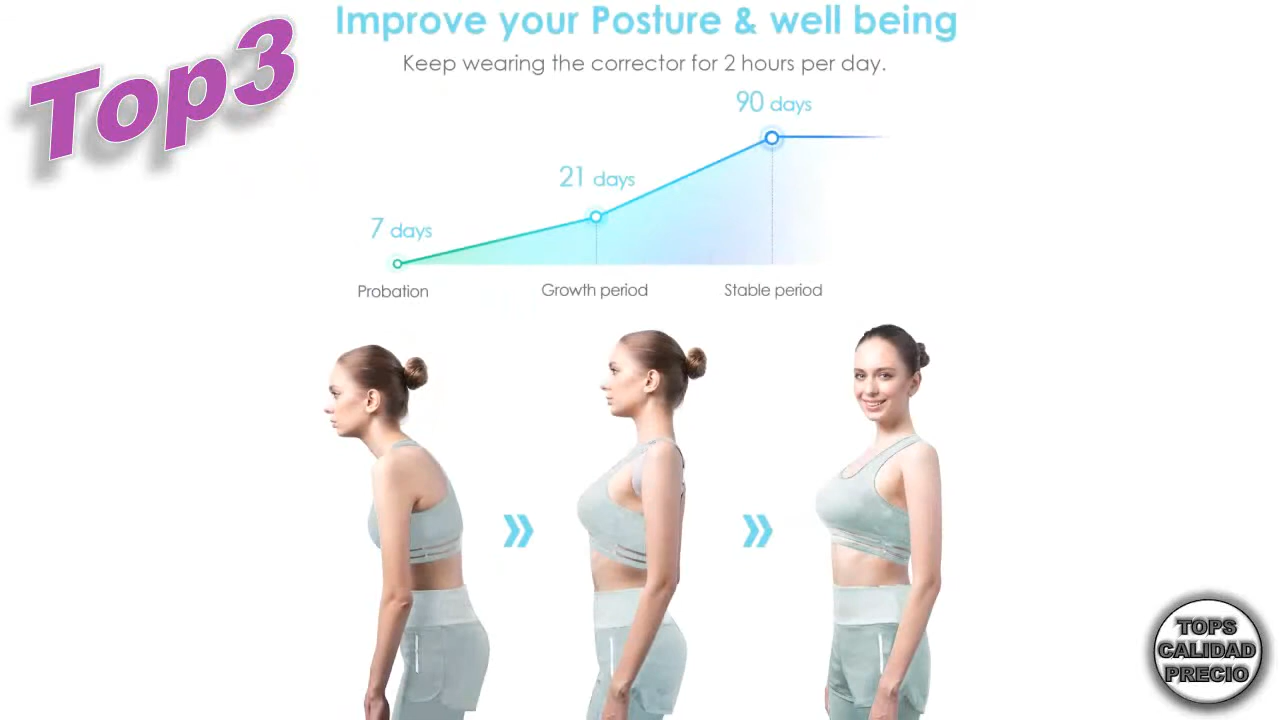 Top3
Improve your Posture & well being
Keep wearing the corrector for 2 hours per day.
90 days
21 days
7 days
Probation
Growth period
Stable period
TOPS
CALIDAD
PRECIO